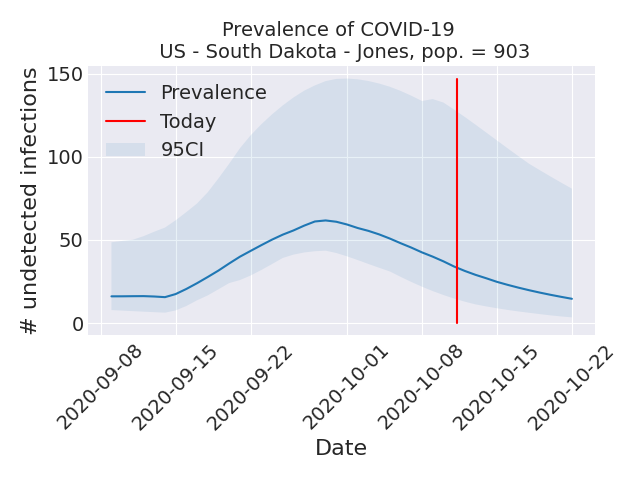 Prevalence of COVID-19
US - South Dakota - Jones, pop. = 903
# undetected infections
150
100
50
0
Prevalence
Today
95CI
2020-09-08
2020-09-15
2020-09-22
2020-10-01
2020-10-08
2020-10-15
2020-10-22
Date